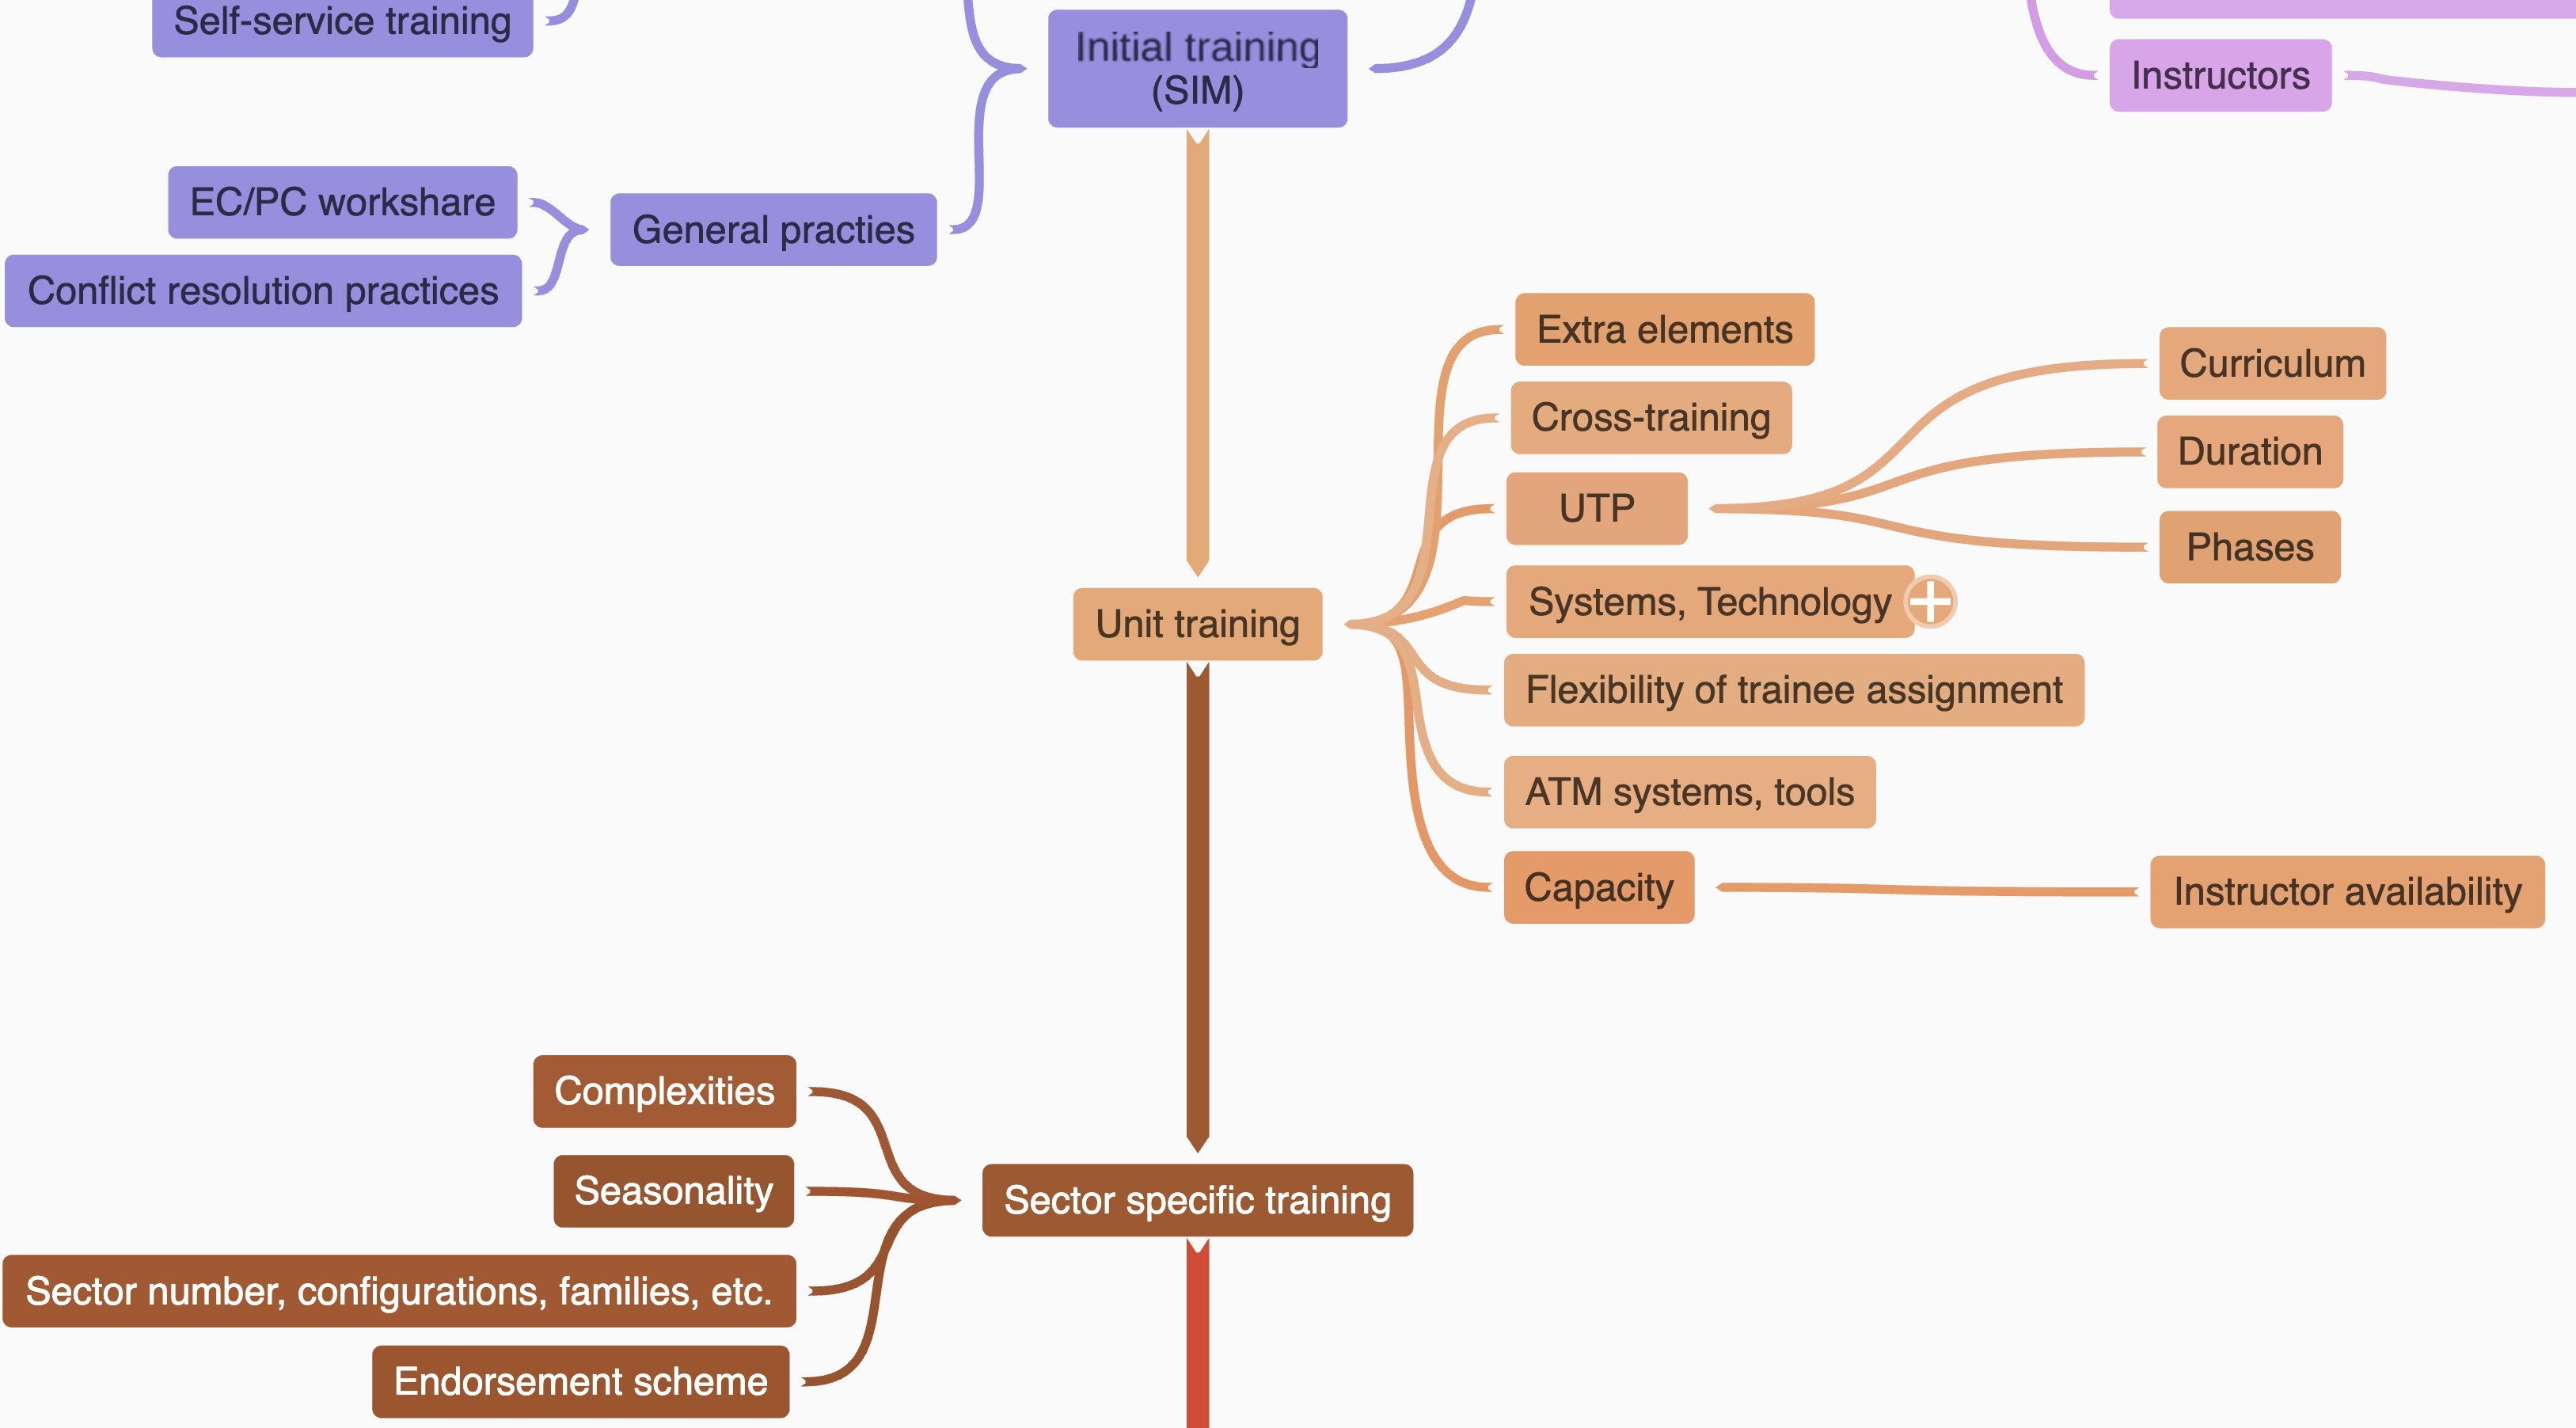 Self-service training
Initial training
(SIM)
Instructors
EC/PC workshare
General practies
Conflict resolution practices
Extra elements
Cross-training
UTP
Curriculum
Duration
Phases
Unit training
Systems, Technology
Flexibility of trainee assignment
ATM systems, tools
Capacity
Instructor availability
Complexities
Seasonality
Sector specific training
Sector number, configurations, families, etc.
Endorsement scheme